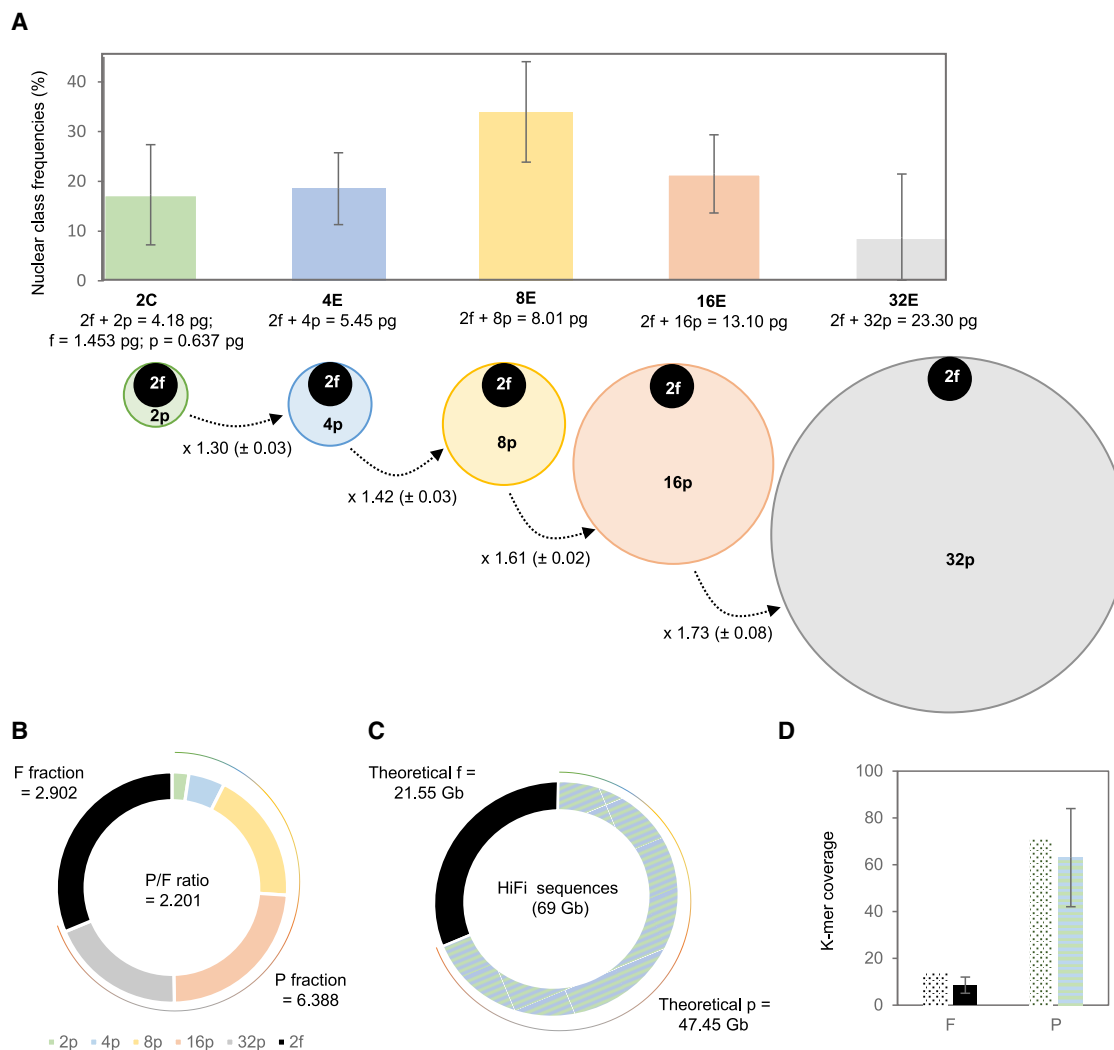 A
Nuclear class frequencies (%)
40
30
20
10
0
2C
2f + 2p = 4.18 pg;
f = 1.453 pg; p = 0.637 pg
4E
2f + 4p = 5.45 pg
8E
2f + 8p = 8.01 pg
16E
2f + 16p = 13.10 pg
32E
2f + 32p = 23.30 pg
2f
2p
2f
4p
2f
8p
2f
16p
2f
32p
x 1.30 (± 0.03)
x 1.42 (± 0.03)
x 1.61 (± 0.02)
x 1.73 (± 0.08)
B
F fraction
= 2.902
P/F ratio
= 2.201
P fraction
= 6.388
2p 4p 8p 16p 32p 2f
C
Theoretical f =
21.55 Gb
HiFi sequences
(69 Gb)
Theoretical p =
47.45 Gb
D
K-mer coverage
100
80
60
40
20
0
F P